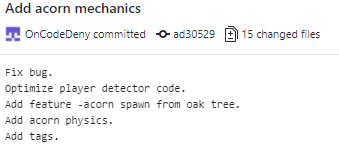 Add acorn mechanics
OnCodeDeny committed ad30529 15 changed files
Fix bug.
Optimize player detector code.
Add feature -acorn spawn from oak tree.
Add acorn physics.
Add tags.